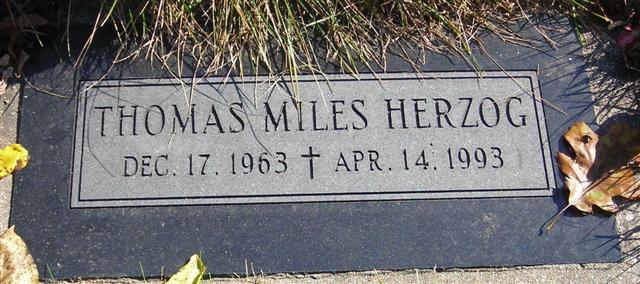 THOMAS MILES HERZOG
DEC. 17. 1963 † APR. 14. 1993